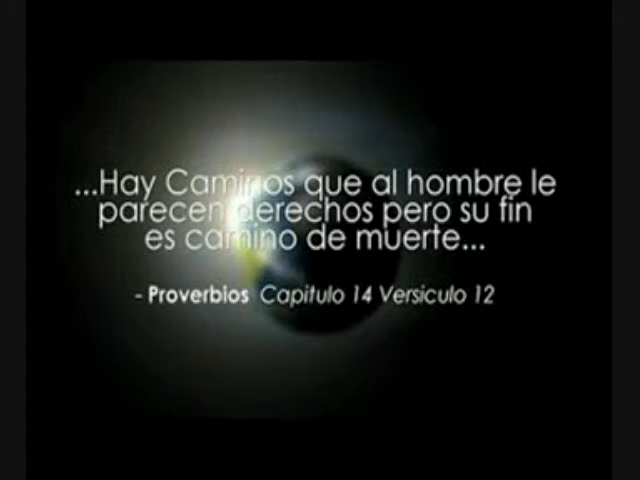 ...Hay Caminos que al hombre le
parecen derechos pero su fin
es camino de muerte...
- Proverbios Capitulo 14 Versiculo 12